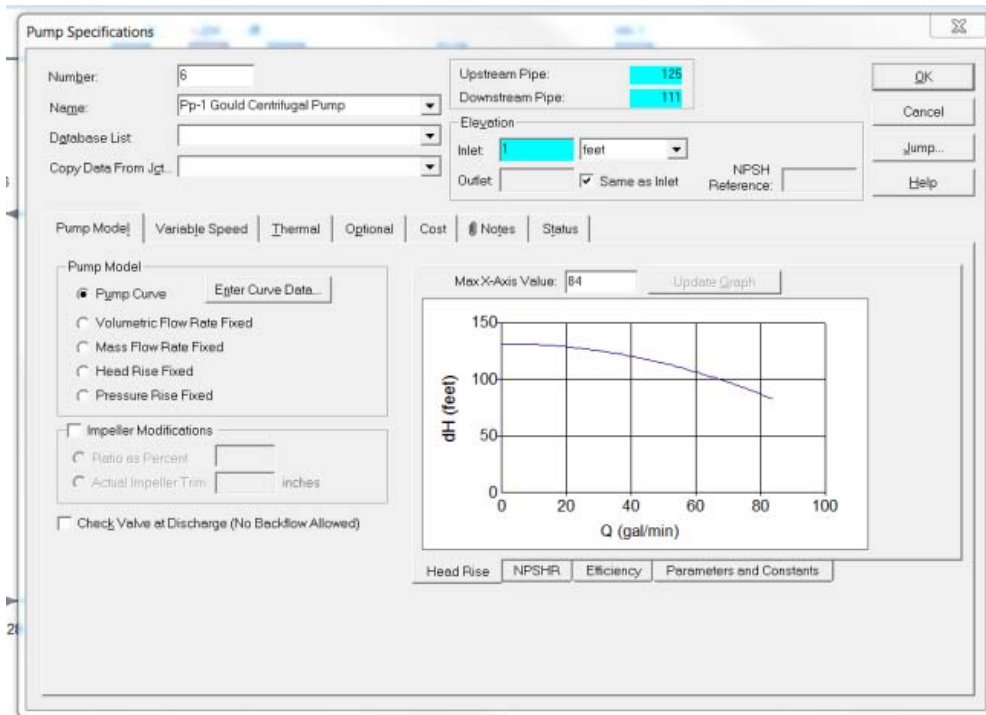 Pump Specifications
Number: 6
Name: Pp-1 Gould Centrifugal Pump
Database List
Copy Data From Jct...
Upstream Pipe: 125
Downstream Pipe: 111
Elevation
Inlet: 1 feet
Outlet Same as Inlet NPSH Reference:
OK
Cancel
Jump...
Help
Pump Model Variable Speed Thermal Optional Cost Notes Status
Pump Model
Pump Curve Enter Curve Data...
Volumetric Flow Rate Fixed
Mass Flow Rate Fixed
Head Rise Fixed
Pressure Rise Fixed
Impeller Modifications
Ratio as Percent
Actual Impeller Trim inches
Check Valve at Discharge (No Backflow Allowed)
Max X-Axis Value: 84 Update Graph
150
100
50
0
dH (feet)
0 20 40 60 80 100
Q (gal/min)
Head Rise NPSHR Efficiency Parameters and Constants
28